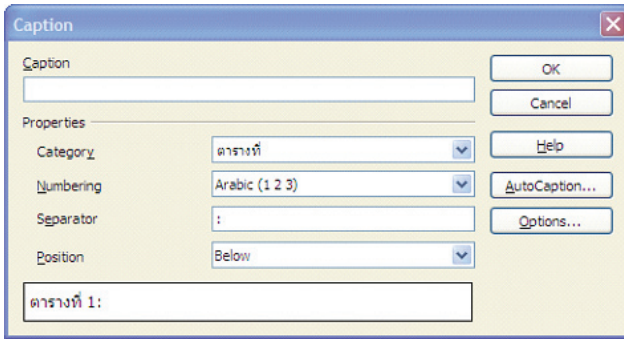 Caption
Caption
OK
Cancel
Properties
Category ตารางที่
Help
Numbering Arabic (1 2 3)
AutoCaption...
Separator :
Options...
Position Below
ตารางที่ 1: